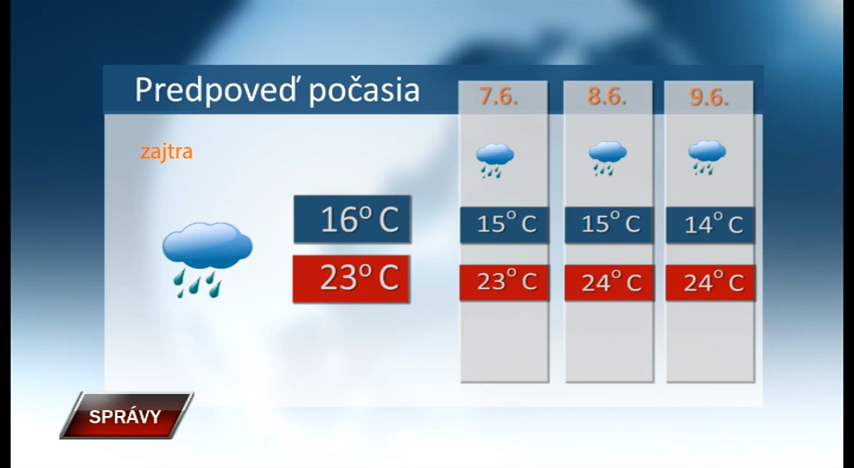 Predpoveď počasia
zajtra
16°C
23°C
7.6.
15°C
23°C
8.6.
15°C
24°C
9.6.
14°C
24°C
SPRÁVY